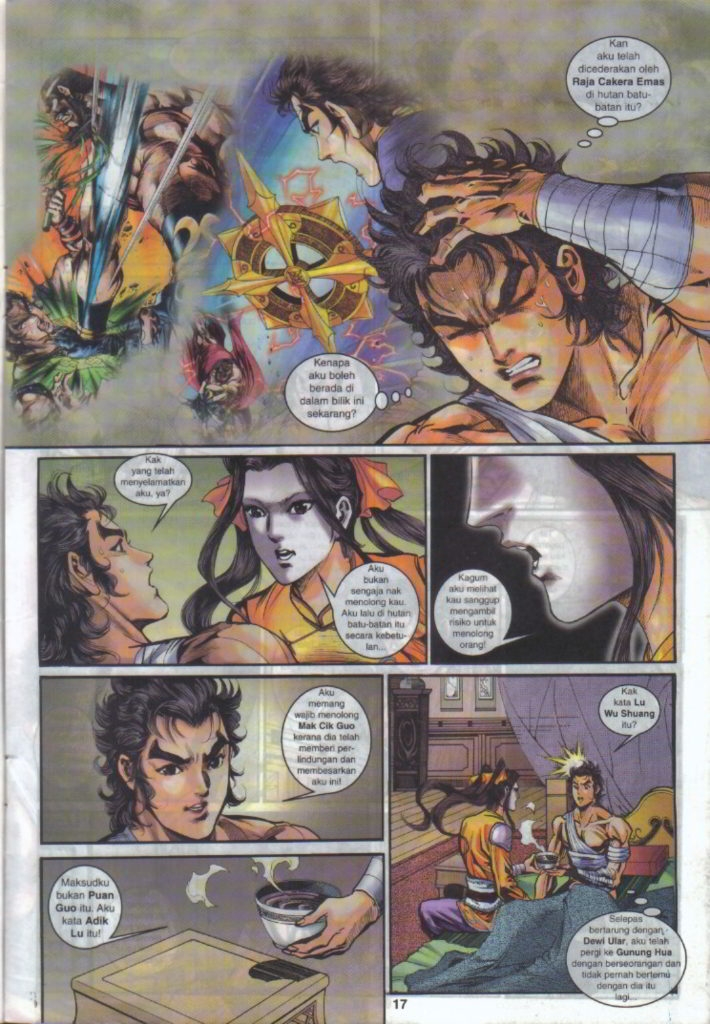 Kan
aku telah
dicederakan oleh
Raja Cakera Emas
di hutan batu-
batan itu?
Kenapa
aku boleh
berada di
dalam bilik ini
sekarang?
Kak
yang telah
menyelamatkan
aku, ya?
Aku
bukan
sengaja nak
menolong kau.
Aku lalu di hutan
batu-batan itu
secara kebetu-
lan...
Kagum
aku melihat
kau sanggup
mengambil
risiko untuk
menolong
orang!
Aku
memang
wajib menolong
Mak Cik Guo
kerana dia telah
memberi per-
lindungan dan
membesarkan
aku ini!
Kak
kata Lu
Wu Shuang
itu?
Maksudku
bukan Puan
Guo itu. Aku
kata Adik
Lu itu!
Selepas
bertarung dengan
Dewi Ular, aku telah
pergi ke Gunung Hua
dengan berseorangan dan
tidak pernah bertemu
dengan dia itu
lagi...
17